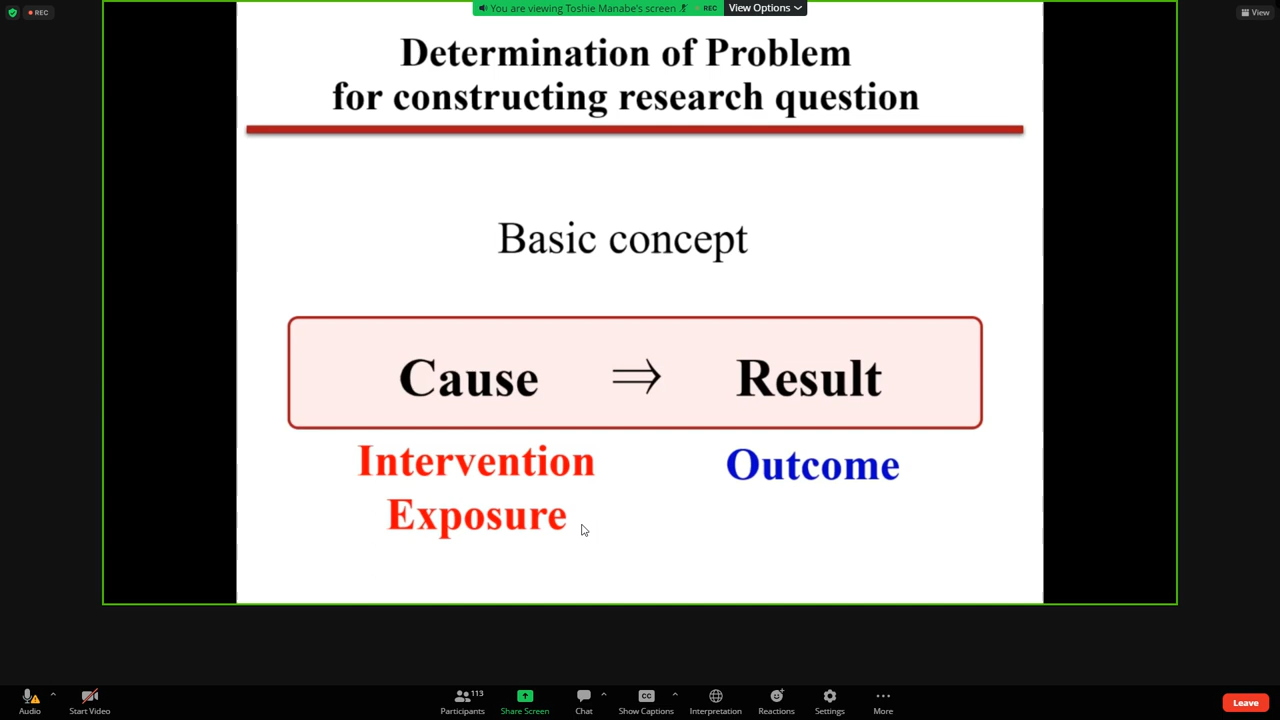 REC
You are viewing Toshie Manabe's screen
REC
View Options
View
Determination of Problem
for constructing research question
Basic concept
Cause ⇒ Result
Intervention
Outcome
Exposure
Audio
Start Video
Participants
113
Share Screen
Chat
CC
Show Captions
Interpretation
Reactions
Settings
More
Leave